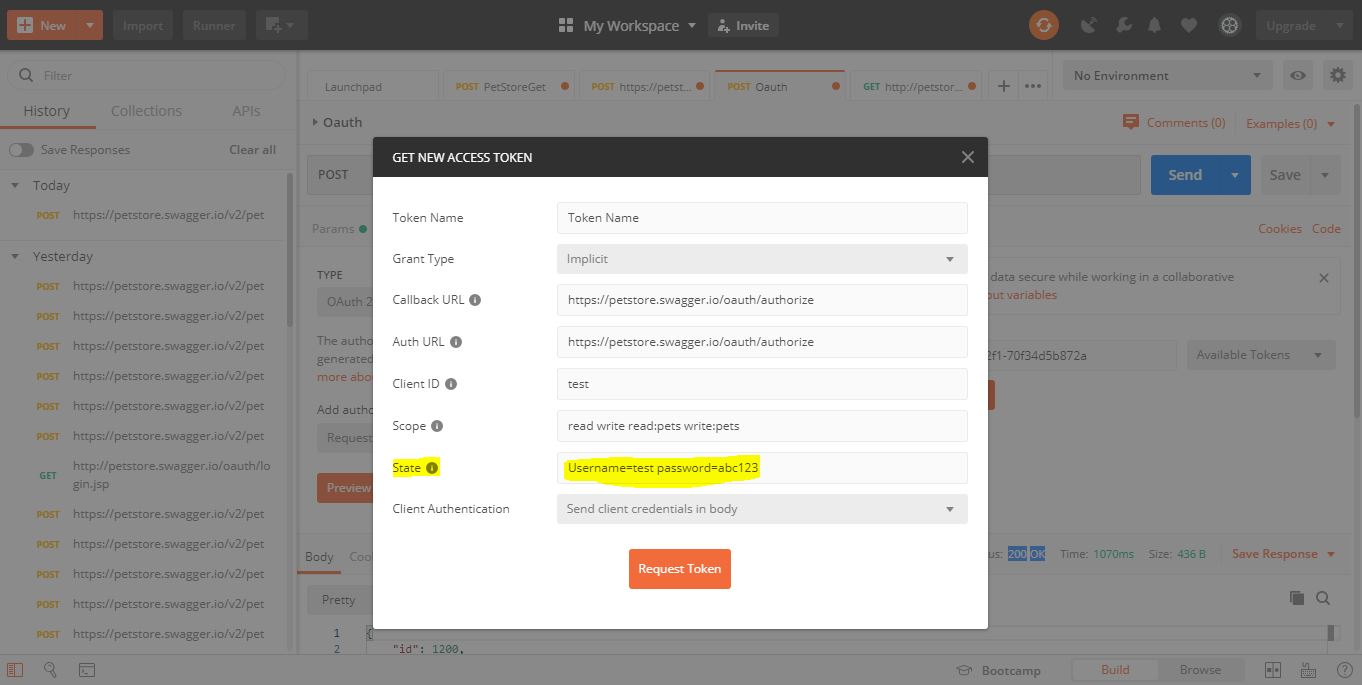 New
Import
Runner
My Workspace
Invite
Upgrade
Filter
History
Collections
APIs
Save Responses
Clear all
Today
POST https://petstore.swagger.io/v2/pet
Yesterday
POST https://petstore.swagger.io/v2/pet
POST https://petstore.swagger.io/v2/pet
POST https://petstore.swagger.io/v2/pet
POST https://petstore.swagger.io/v2/pet
POST https://petstore.swagger.io/v2/pet
POST https://petstore.swagger.io/v2/pet
GET http://petstore.swagger.io/oauth/lo
gin.jsp
POST https://petstore.swagger.io/v2/pet
POST https://petstore.swagger.io/v2/pet
POST https://petstore.swagger.io/v2/pet
POST https://petstore.swagger.io/v2/pet
POST https://petstore.swagger.io/v2/pet
Launchpad
POST PetStoreGet
POST https://petst...
POST Oauth
GET http://petstor...
No Environment
Oauth
Comments (0)
Examples (0)
POST
Send
Save
Params
Cookies
Code
TYPE
OAuth 2
The autho
generated
more abou
Add autho
Request
Preview
data secure while working in a collaborative
out variables
2f1-70f34d5b872a
Available Tokens
GET NEW ACCESS TOKEN
Token Name
Token Name
Grant Type
Implicit
Callback URL
https://petstore.swagger.io/oauth/authorize
Auth URL
https://petstore.swagger.io/oauth/authorize
Client ID
test
Scope
read write read:pets write:pets
State
Username=test password=abc123
Client Authentication
Send client credentials in body
Request Token
Body
Coo
us: 200 OK
Time: 1070ms
Size: 436 B
Save Response
Pretty
1 {
2 "id": 1200,
Bootcamp
Build
Browse